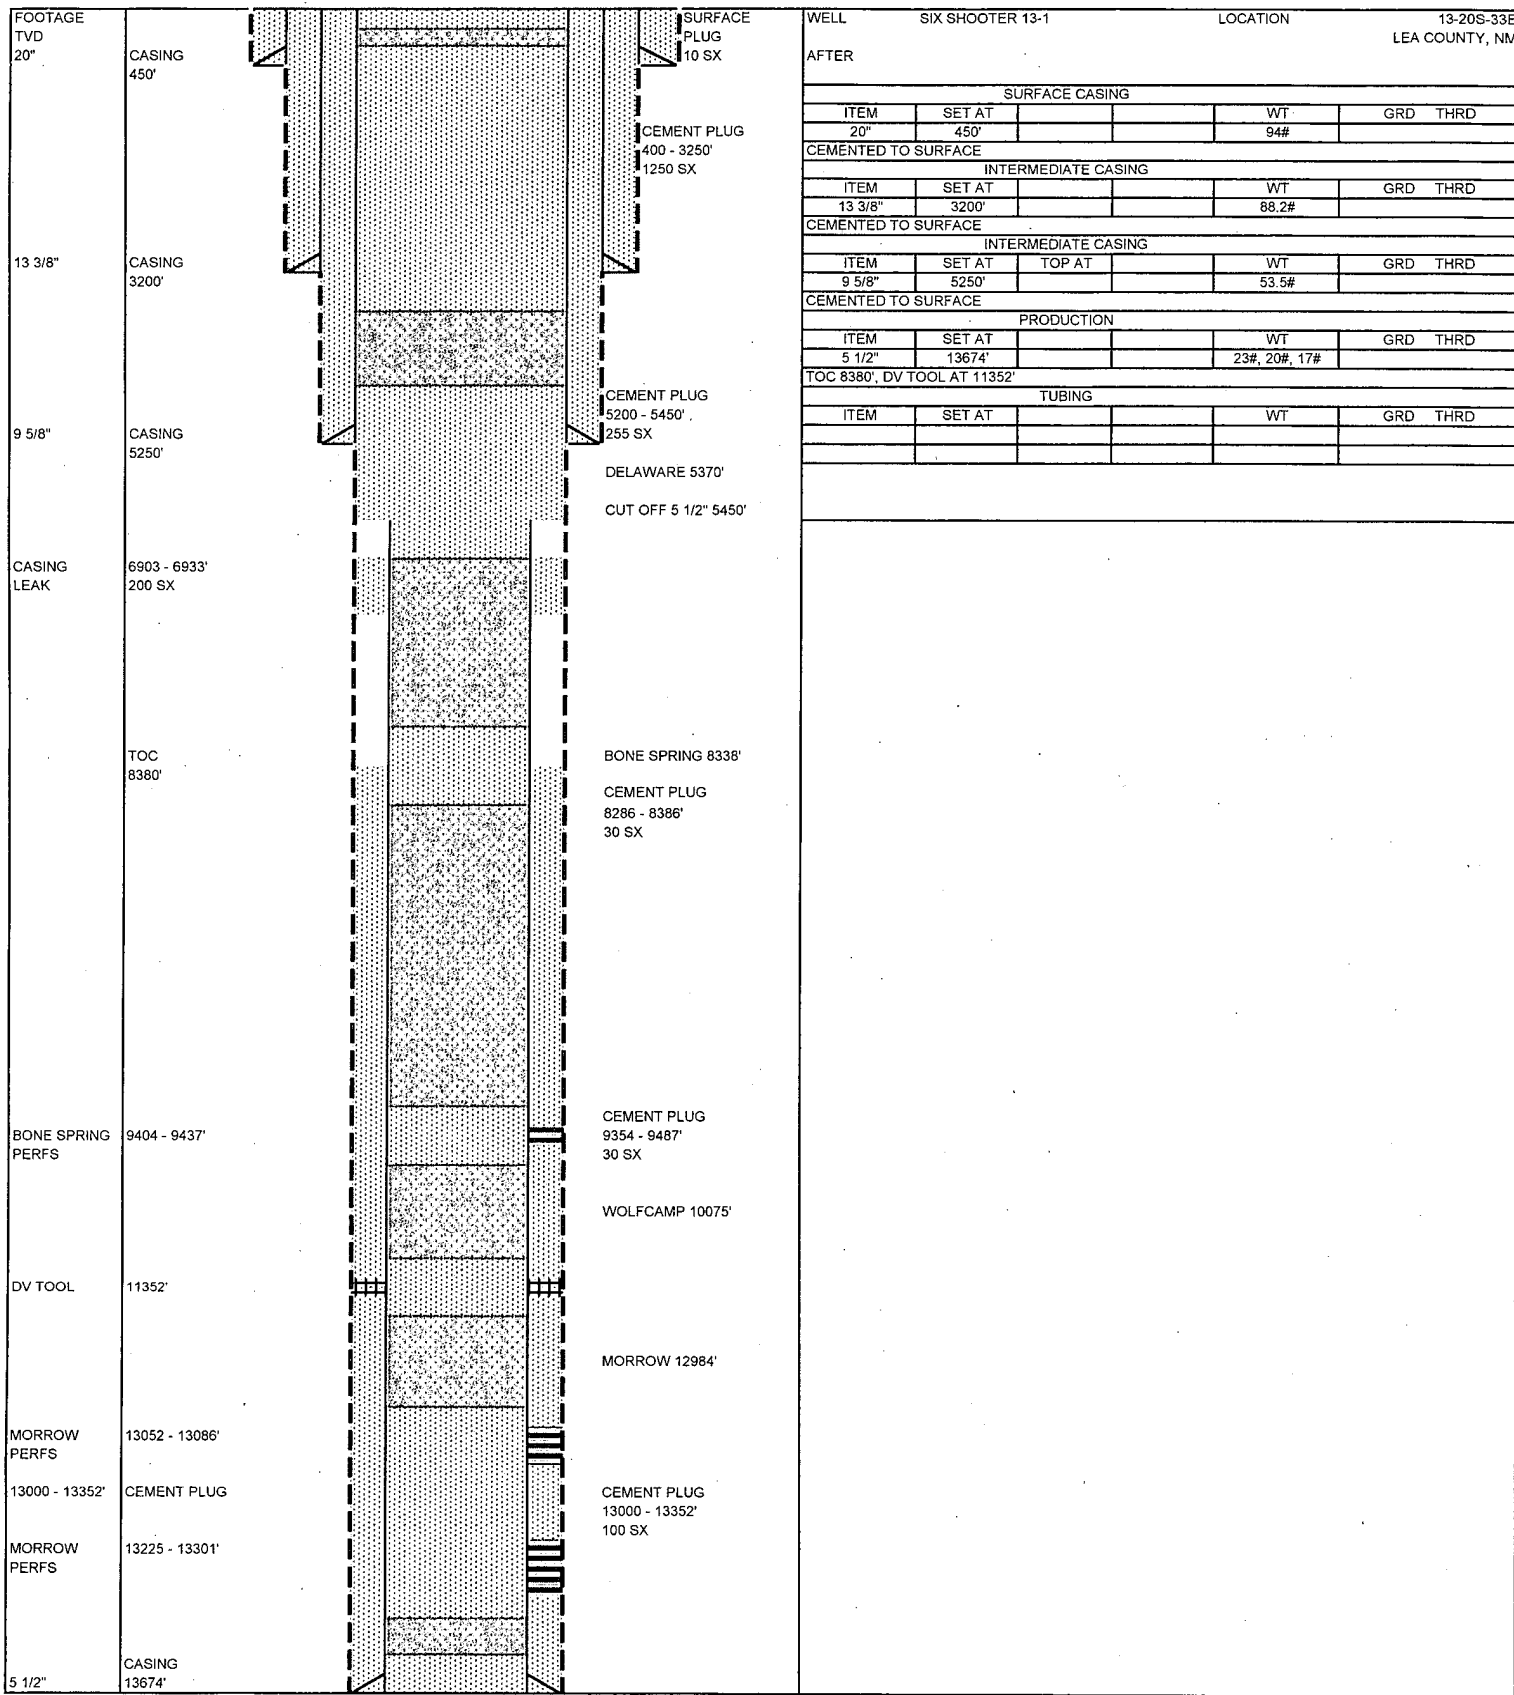 FOOTAGE
TVD
20"
CASING
450'
SURFACE
PLUG
10 SX
CEMENT PLUG
400 - 3250'
1250 SX
13 3/8"
CASING
3200'
CEMENT PLUG
5200 - 5450'
255 SX
9 5/8"
CASING
5250'
DELAWARE 5370'
CUT OFF 5 1/2" 5450'
CASING
LEAK
6903 - 6933'
200 SX
TOC
8380'
BONE SPRING 8338'
CEMENT PLUG
8286 - 8386'
30 SX
CEMENT PLUG
9354 - 9487'
30 SX
BONE SPRING
PERFS
9404 - 9437'
WOLFCAMP 10075'
DV TOOL
11352'
MORROW 12984'
MORROW
PERFS
13052 - 13086'
13000 - 13352'
CEMENT PLUG
CEMENT PLUG
13000 - 13352'
100 SX
MORROW
PERFS
13225 - 13301'
5 1/2"
CASING
13674'
WELL SIX SHOOTER 13-1 LOCATION 13-20S-33E
LEA COUNTY, NM
AFTER
SURFACE CASING
ITEM SET AT WT GRD THRD
20" 450' 94#
CEMENTED TO SURFACE
INTERMEDIATE CASING
ITEM SET AT WT GRD THRD
13 3/8" 3200' 88.2#
CEMENTED TO SURFACE
INTERMEDIATE CASING
ITEM SET AT TOP AT WT GRD THRD
9 5/8" 5250' 53.5#
CEMENTED TO SURFACE
PRODUCTION
ITEM SET AT WT GRD THRD
5 1/2" 13674' 23#, 20#, 17#
TOC 8380', DV TOOL AT 11352'
TUBING
ITEM SET AT WT GRD THRD